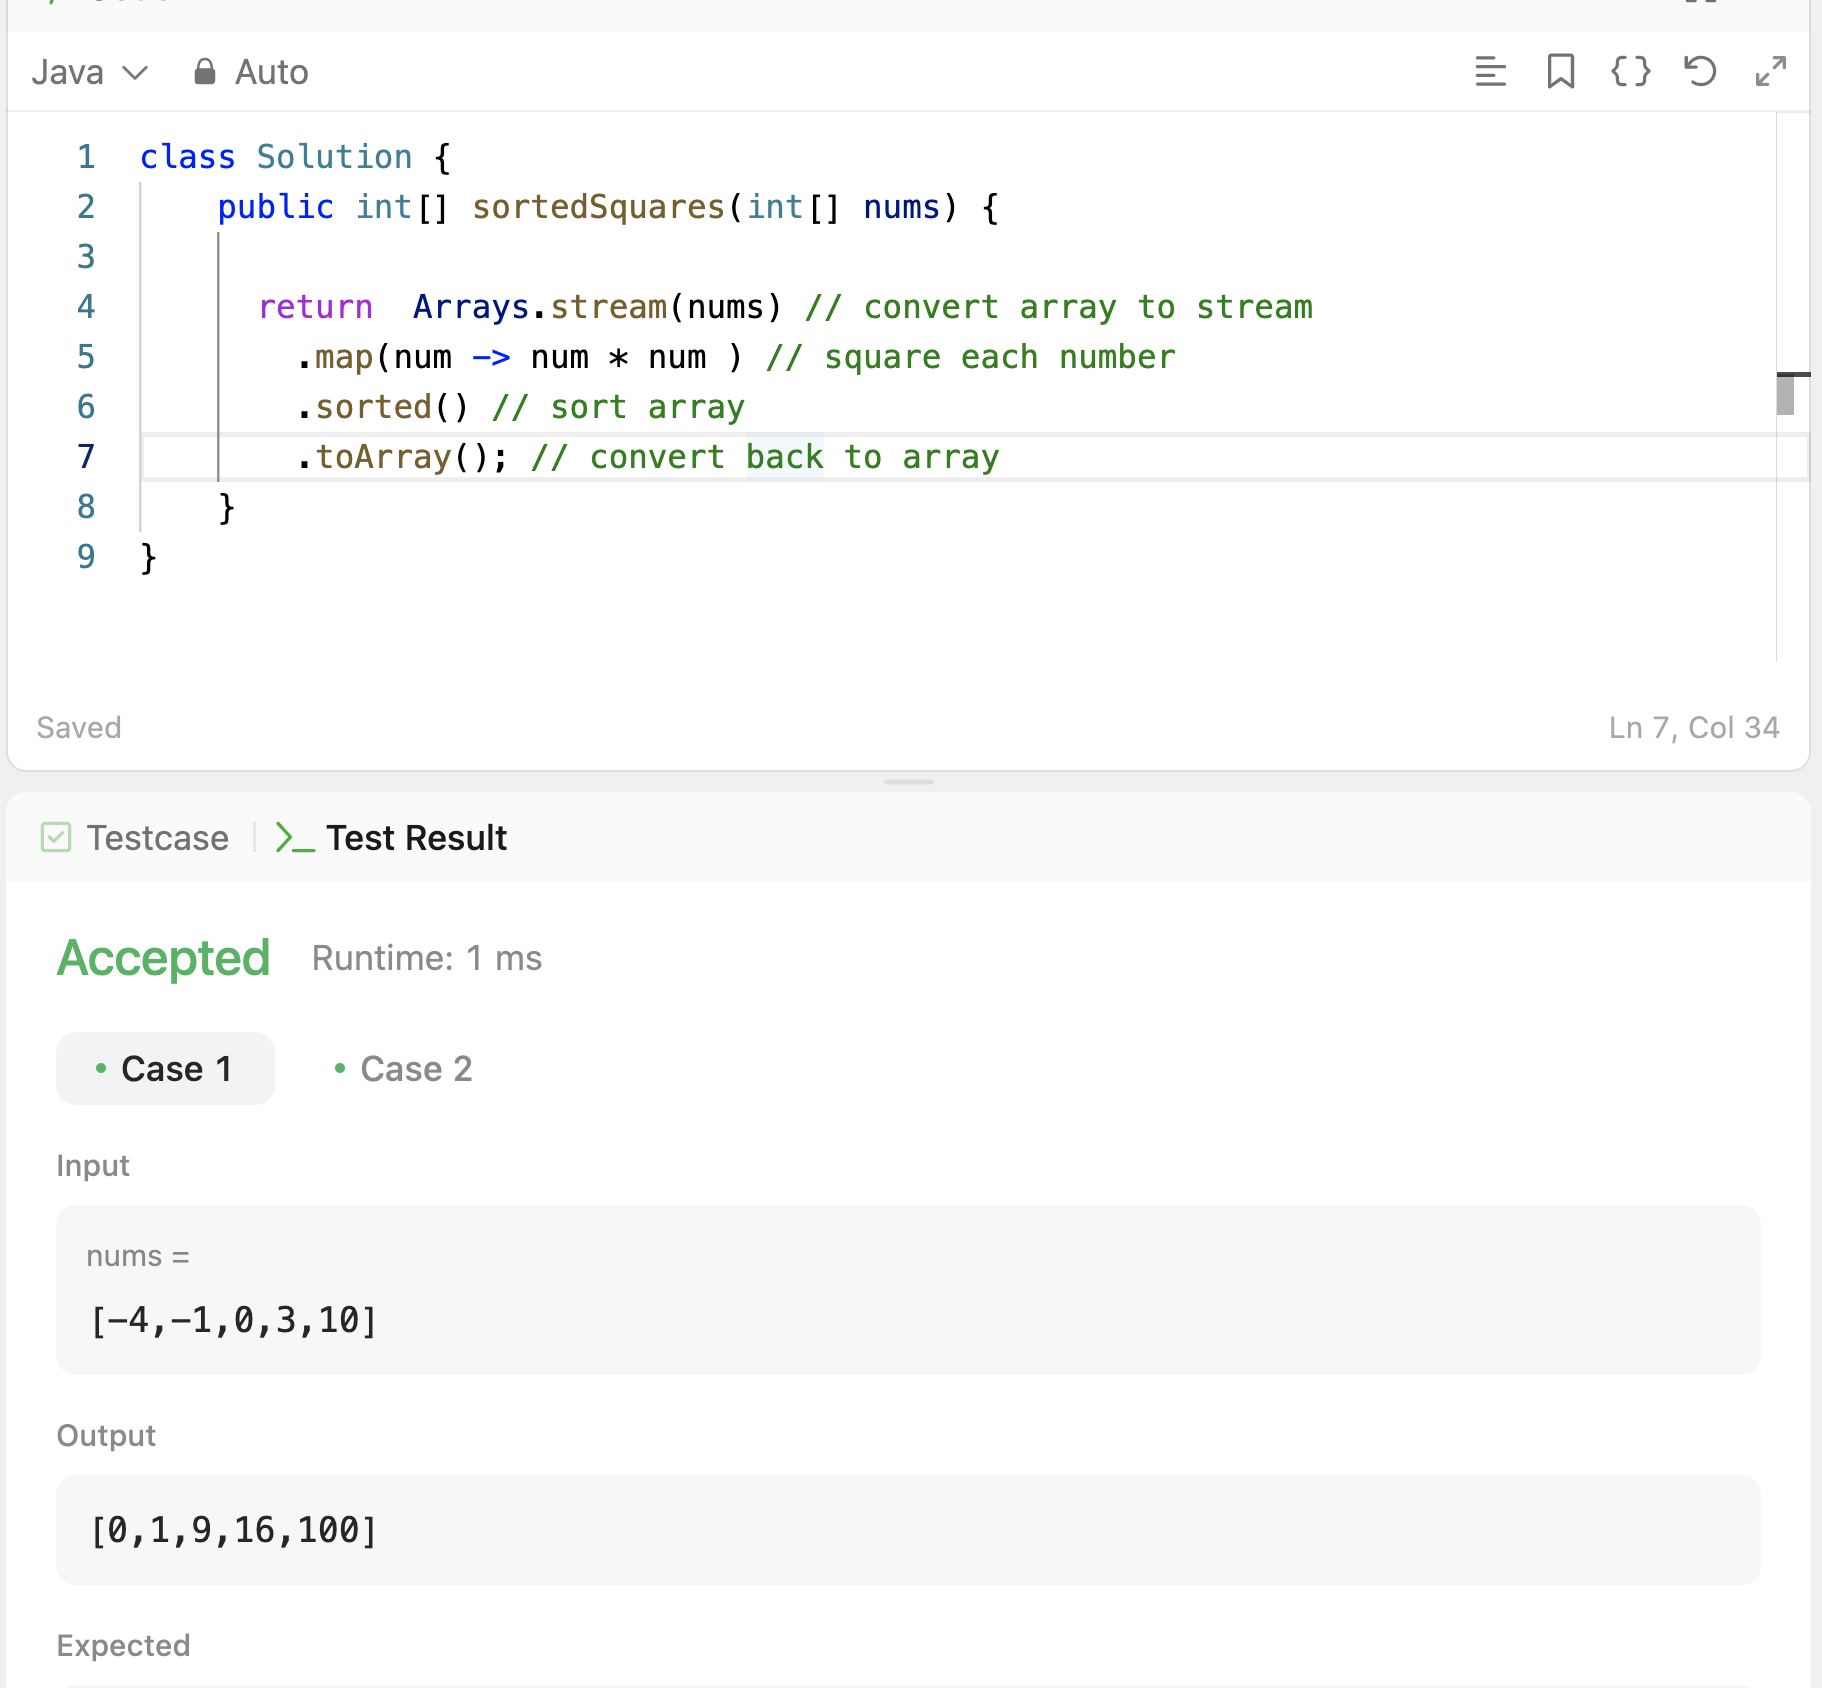 Java Auto
1 class Solution {
2 public int[] sortedSquares(int[] nums) {
3
4 return  Arrays.stream(nums) // convert array to stream
5 .map(num -> num * num ) // square each number
6 .sorted() // sort array
7 .toArray(); // convert back to array
8 }
9 }
Saved Ln 7, Col 34
Testcase Test Result
Accepted Runtime: 1 ms
Case 1 Case 2
Input
nums =
[-4,-1,0,3,10]
Output
[0,1,9,16,100]
Expected